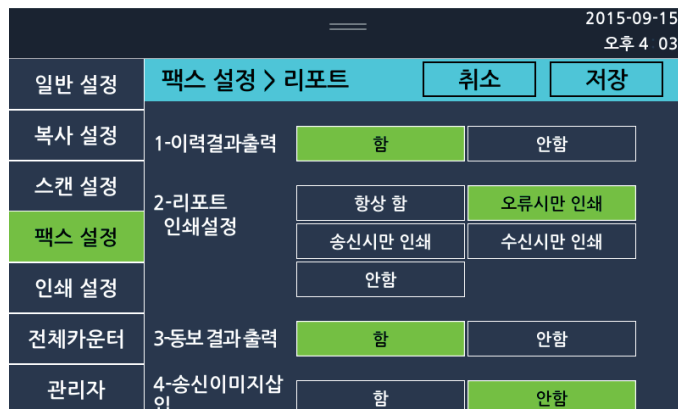 2015-09-15
오후 4 : 03
일반 설정
팩스 설정 > 리포트
취소
저장
복사 설정
1-이력결과출력
함
안함
스캔 설정
2-리포트
인쇄설정
항상 함
오류시만 인쇄
팩스 설정
송신시만 인쇄
수신시만 인쇄
인쇄 설정
안함
전체카운터
3-동보 결과 출력
함
안함
관리자
4-송신이미지삽
입
함
안함